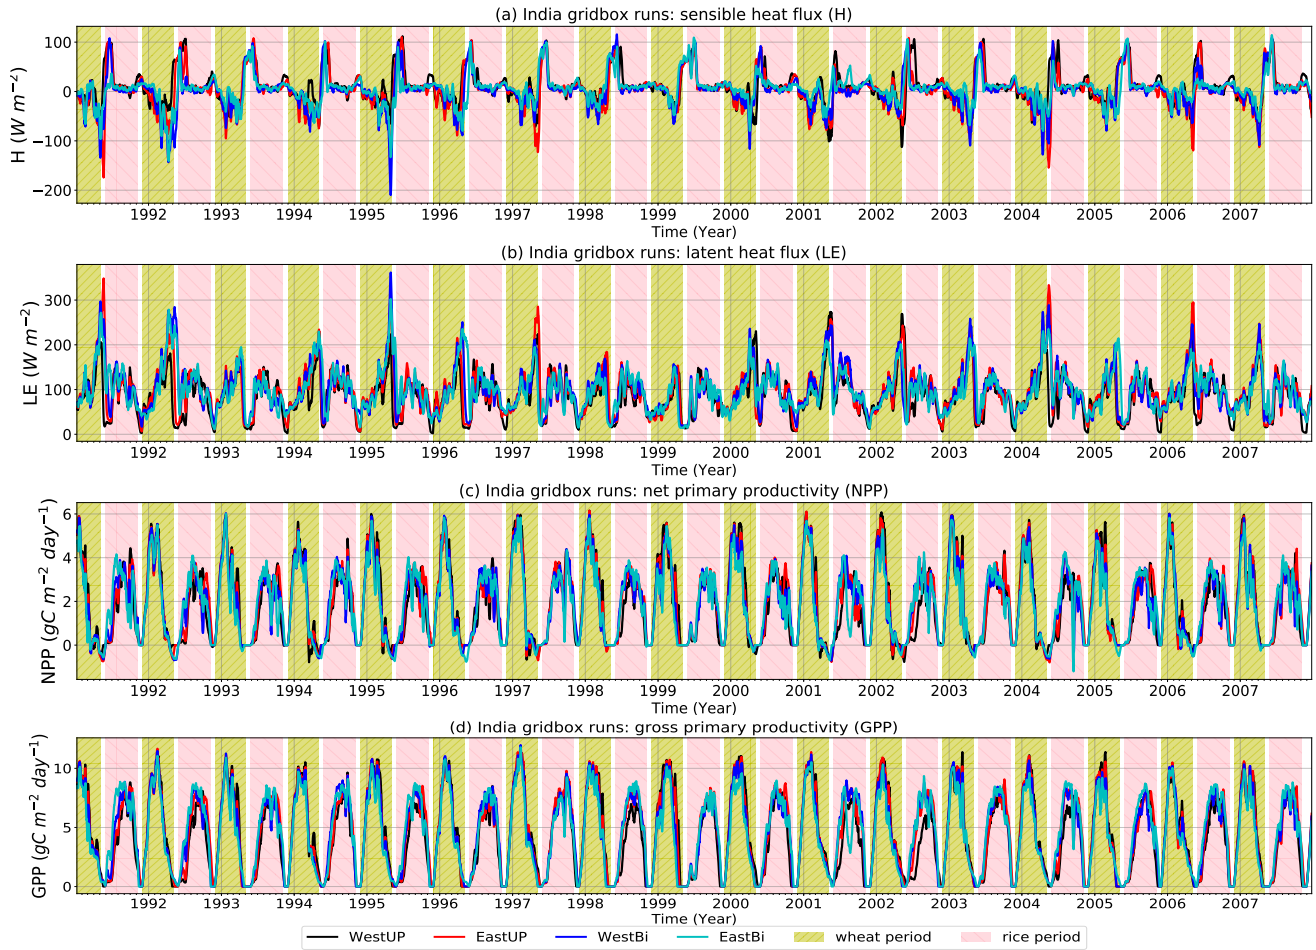 (a) India gridbox runs: sensible heat flux (H)
H (W m⁻²)
100
0
−100
−200
1992 1993 1994 1995 1996 1997 1998 1999 2000 2001 2002 2003 2004 2005 2006 2007
Time (Year)
(b) India gridbox runs: latent heat flux (LE)
LE (W m⁻²)
300
200
100
0
1992 1993 1994 1995 1996 1997 1998 1999 2000 2001 2002 2003 2004 2005 2006 2007
Time (Year)
(c) India gridbox runs: net primary productivity (NPP)
NPP (gC m⁻² day⁻¹)
6
4
2
0
1992 1993 1994 1995 1996 1997 1998 1999 2000 2001 2002 2003 2004 2005 2006 2007
Time (Year)
(d) India gridbox runs: gross primary productivity (GPP)
GPP (gC m⁻² day⁻¹)
10
5
0
1992 1993 1994 1995 1996 1997 1998 1999 2000 2001 2002 2003 2004 2005 2006 2007
Time (Year)
WestUP EastUP WestBi EastBi wheat period rice period